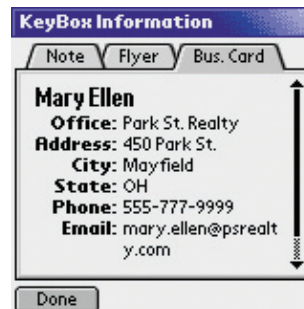 KeyBox Information
Note Flyer Bus. Card
Mary Ellen
Office: Park St. Realty
Address: 450 Park St.
City: Mayfield
State: OH
Phone: 555-777-9999
Email: mary.ellen@psrealt
y.com
Done